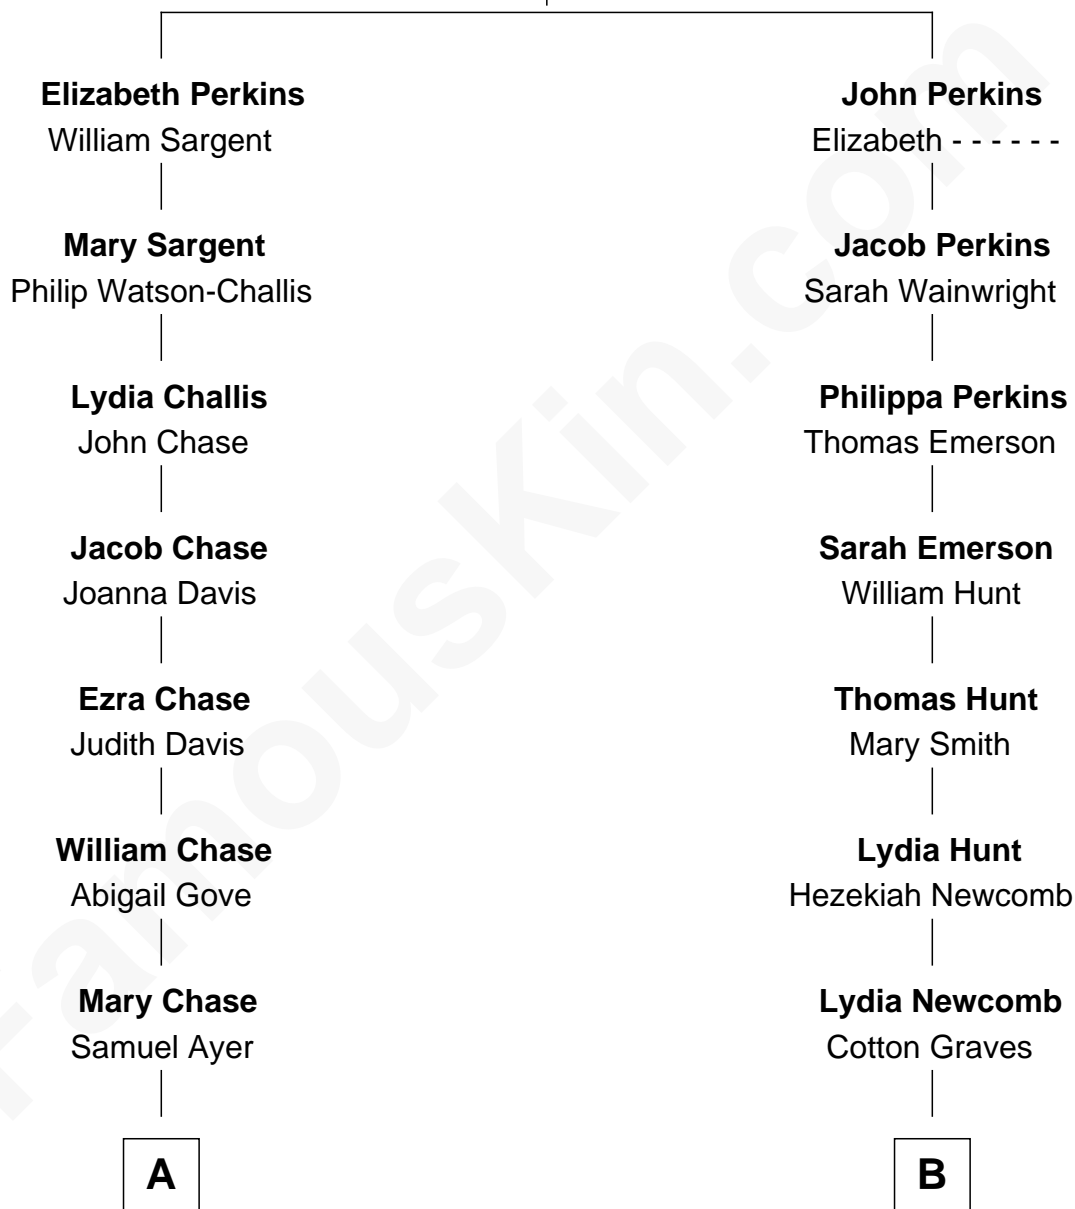 Elizabeth Perkins
William Sargent
Mary Sargent
Philip Watson-Challis
Lydia Challis
John Chase
Jacob Chase
Joanna Davis
Ezra Chase
Judith Davis
William Chase
Abigail Gove
Mary Chase
Samuel Ayer
A
John Perkins
Elizabeth - - - - - -
Jacob Perkins
Sarah Wainwright
Philippa Perkins
Thomas Emerson
Sarah Emerson
William Hunt
Thomas Hunt
Mary Smith
Lydia Hunt
Hezekiah Newcomb
Lydia Newcomb
Cotton Graves
B
FamousKin.com